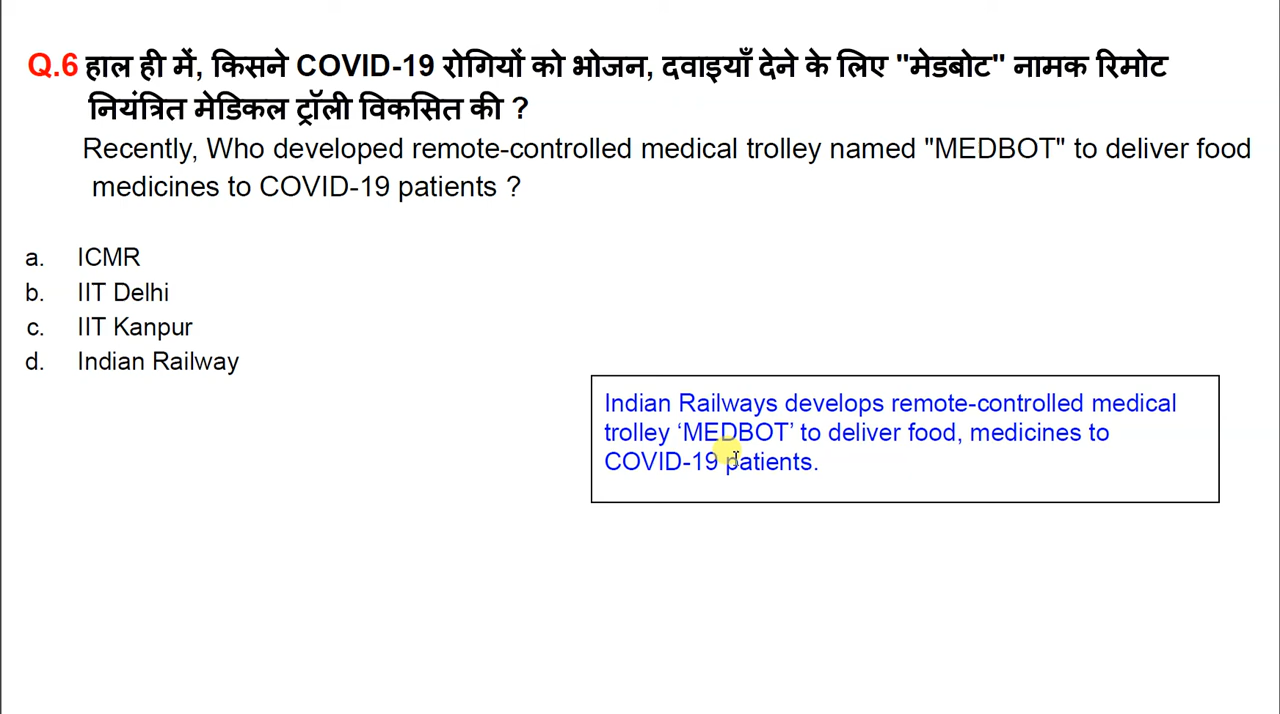 Q.6 हाल ही में, किसने COVID-19 रोगियों को भोजन, दवाइयाँ देने के लिए "मेडबोट" नामक रिमोट
नियंत्रित मेडिकल ट्रॉली विकसित की ?
Recently, Who developed remote-controlled medical trolley named "MEDBOT" to deliver food
medicines to COVID-19 patients ?
a. ICMR
b. IIT Delhi
c. IIT Kanpur
d. Indian Railway
Indian Railways develops remote-controlled medical
trolley ‘MEDBOT’ to deliver food, medicines to
COVID-19 patients.